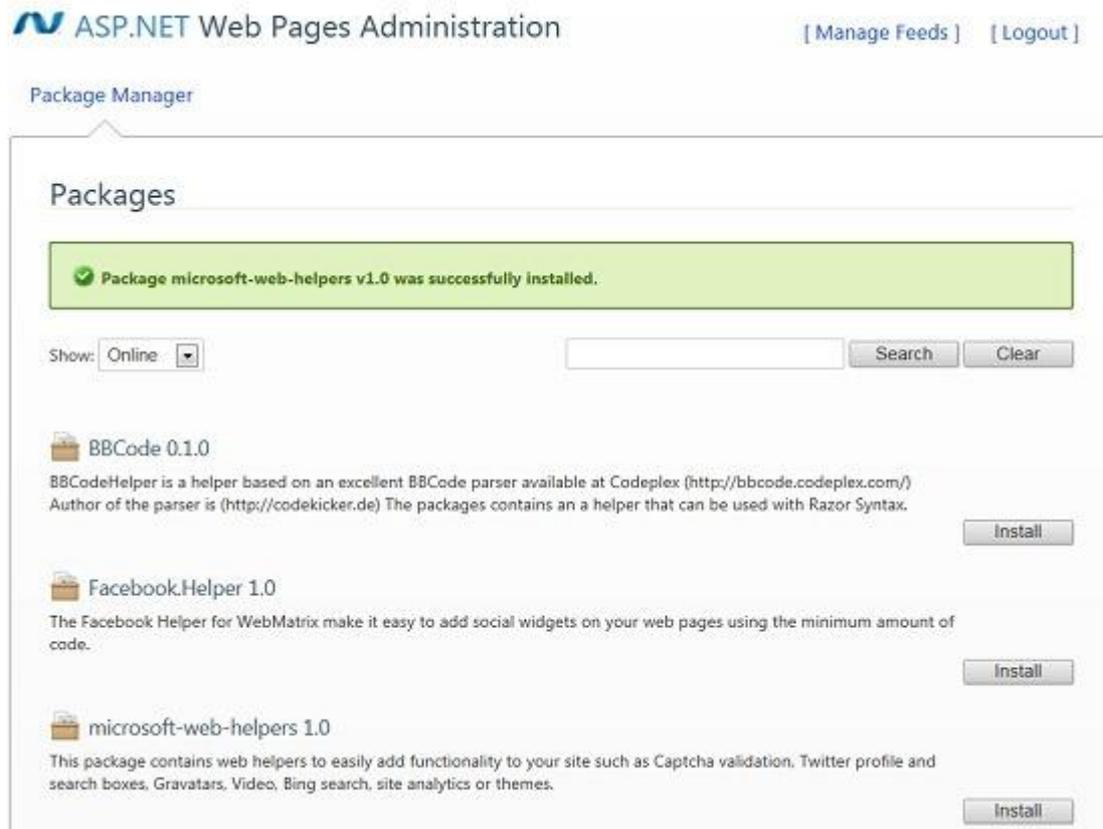 ASP.NET Web Pages Administration
[ Manage Feeds ] [ Logout ]
Package Manager
Packages
Package microsoft-web-helpers v1.0 was successfully installed.
Show: Online Search Clear
BBCode 0.1.0
BBCodeHelper is a helper based on an excellent BBCode parser available at Codeplex (http://bbcode.codeplex.com/)
Author of the parser is (http://codekicker.de) The packages contains an a helper that can be used with Razor Syntax.
Install
Facebook.Helper 1.0
The Facebook Helper for WebMatrix make it easy to add social widgets on your web pages using the minimum amount of
code.
Install
microsoft-web-helpers 1.0
This package contains web helpers to easily add functionality to your site such as Captcha validation, Twitter profile and
search boxes, Gravatars, Video, Bing search, site analytics or themes.
Install